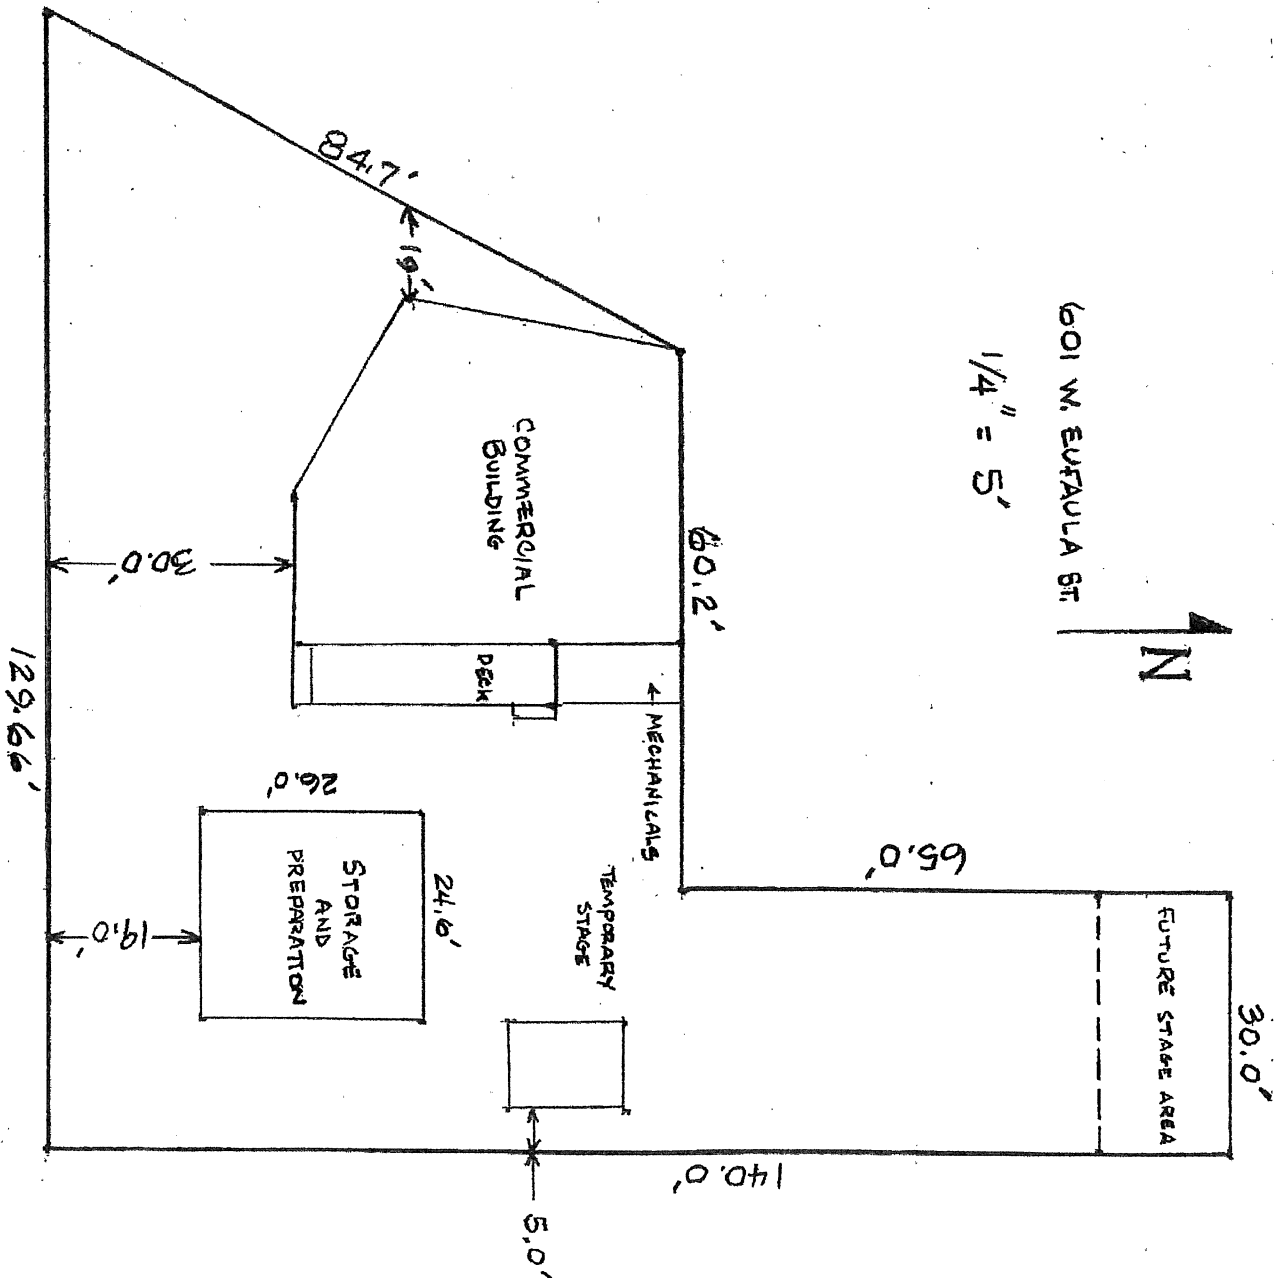 601 W. EUFAULA ST.
1/4" = 5'
N
84.7'
19'
COMMERCIAL
BUILDING
60.2'
30.0'
DECK
← MECHANICALS
129.66'
26.0'
24.6'
STORAGE
AND
PREPARATION
19.0'
TEMPORARY
STAGE
65.0'
FUTURE STAGE AREA
30.0'
140.0'
5.0'